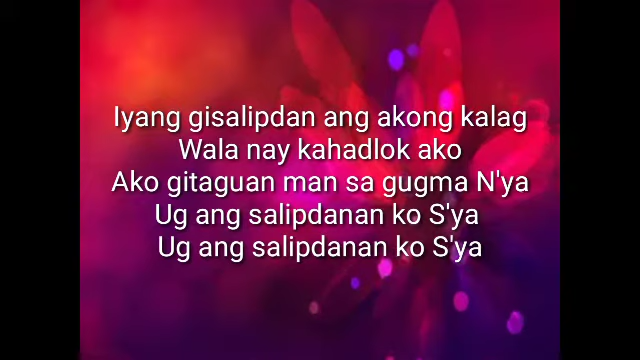 Iyang gisalipdan ang akong kalag
Wala nay kahadlok ako
Ako gitaguan man sa gugma N'ya
Ug ang salipdanan ko S'ya
Ug ang salipdanan ko S'ya